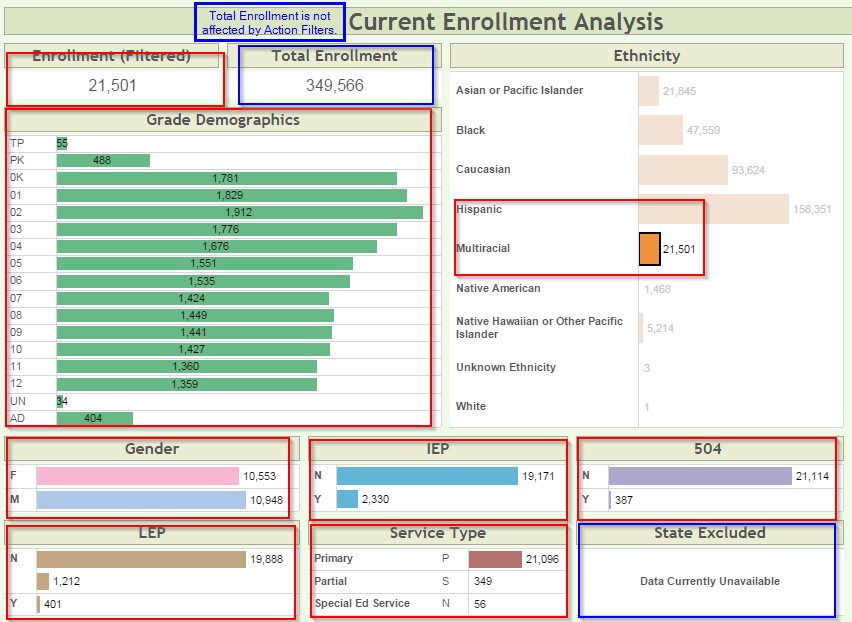 Total Enrollment is not
affected by Action Filters.
Current Enrollment Analysis
Enrollment (Filtered)
21,501
Total Enrollment
349,566
Grade Demographics
TP 55
PK 488
0K 1,781
01 1,829
02 1,912
03 1,776
04 1,676
05 1,551
06 1,535
07 1,424
08 1,449
09 1,441
10 1,427
11 1,360
12 1,359
UN 34
AD 404
Ethnicity
Asian or Pacific Islander 21,845
Black 47,559
Caucasian 93,624
Hispanic 158,351
Multiracial 21,501
Native American 1,468
Native Hawaiian or Other Pacific
Islander 5,214
Unknown Ethnicity 3
White 1
Gender
F 10,553
M 10,948
IEP
N 19,171
Y 2,330
504
N 21,114
Y 387
LEP
N 19,888
1,212
Y 401
Service Type
Primary P 21,096
Partial S 349
Special Ed Service N 56
State Excluded
Data Currently Unavailable